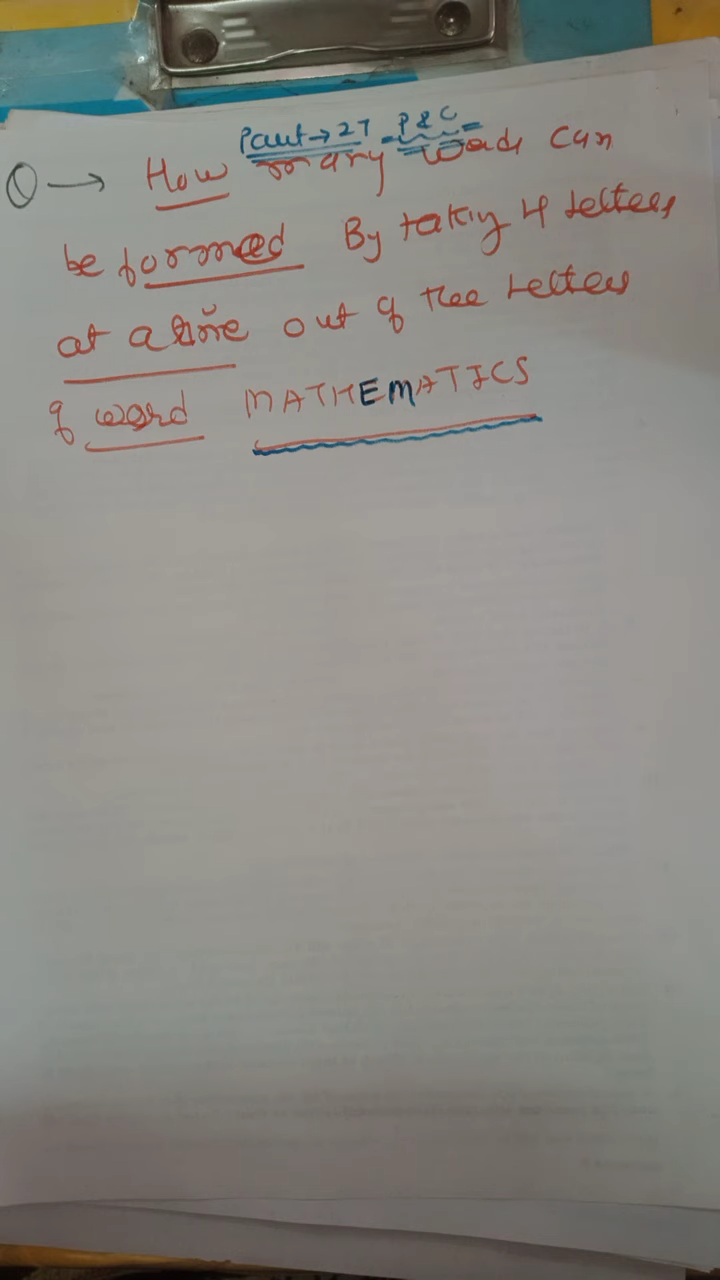 Part→27 - P & C =
Q → How many words can
be formed By taking 4 letters
at a time out of the letters
of word MATHEMATICS